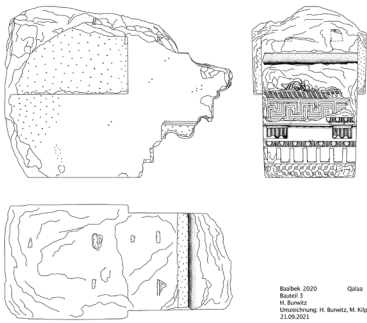 Baalbek 2020 Qalaa
Bauteil 3
H. Burwitz
Umzeichnung: H. Burwitz, M. Kilp
21.09.2021